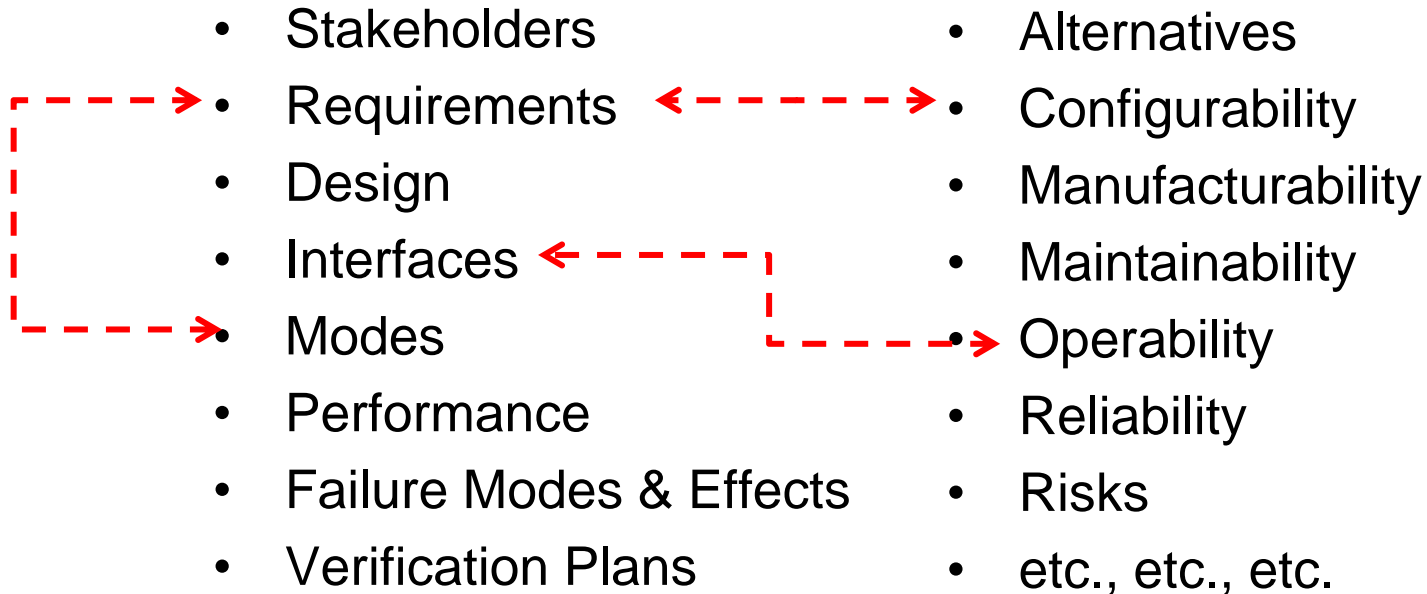 • Stakeholders
• Requirements
• Design
• Interfaces
• Modes
• Performance
• Failure Modes & Effects
• Verification Plans
• Alternatives
• Configurability
• Manufacturability
• Maintainability
• Operability
• Reliability
• Risks
• etc., etc., etc.